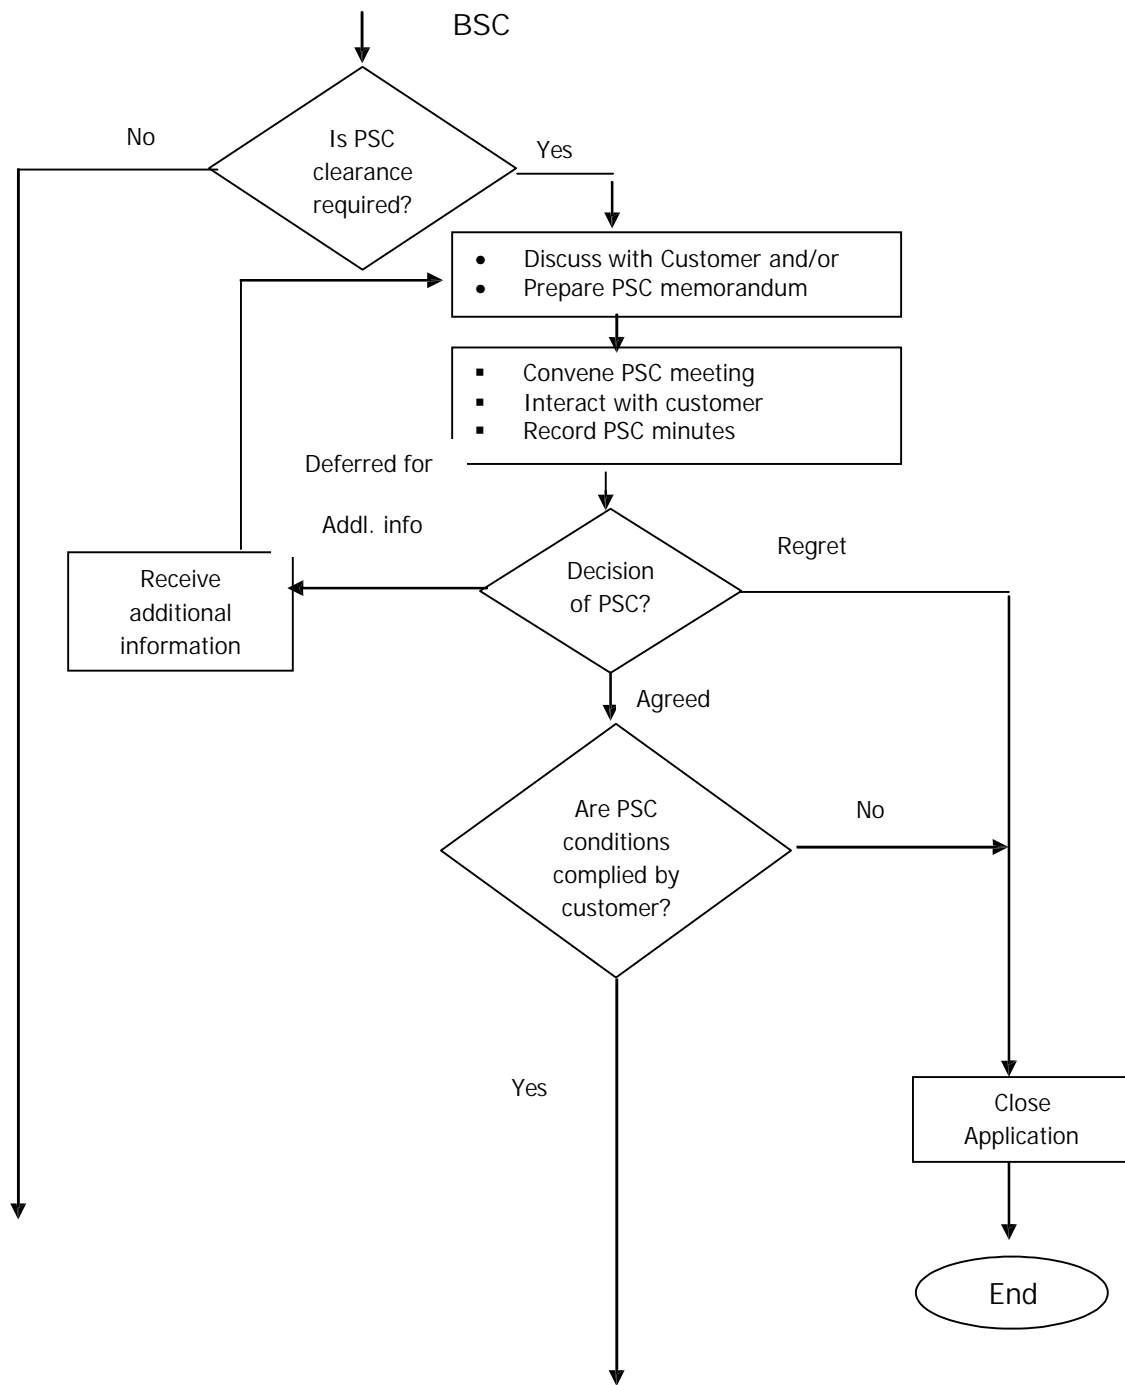 BSC
No
Is PSC
clearance
required?
Yes
• Discuss with Customer and/or
• Prepare PSC memorandum
▪ Convene PSC meeting
▪ Interact with customer
▪ Record PSC minutes
Deferred for
Addl. info
Receive
additional
information
Decision
of PSC?
Regret
Agreed
Are PSC
conditions
complied by
customer?
No
Yes
Close
Application
End